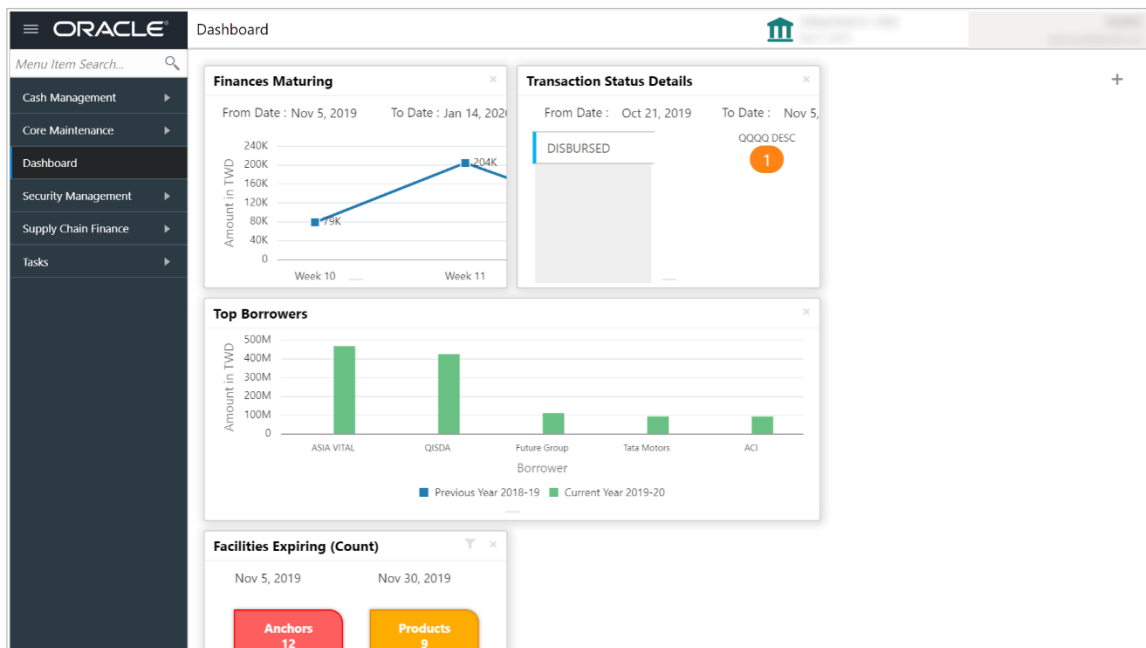 ORACLE
Dashboard
Menu Item Search...
Cash Management
Core Maintenance
Dashboard
Security Management
Supply Chain Finance
Tasks
Finances Maturing
From Date : Nov 5, 2019 To Date : Jan 14, 202
Amount in TWD
240K
200K
160K
120K
80K
40K
0
79K
204K
Week 10 Week 11
Transaction Status Details
From Date : Oct 21, 2019 To Date : Nov 5,
DISBURSED
QQQQ DESC
1
Top Borrowers
Amount in TWD
500M
400M
300M
200M
100M
0
ASIA VITAL QISDA Future Group Tata Motors ACI
Borrower
Previous Year 2018-19 Current Year 2019-20
Facilities Expiring (Count)
Nov 5, 2019 Nov 30, 2019
Anchors
12
Products
9